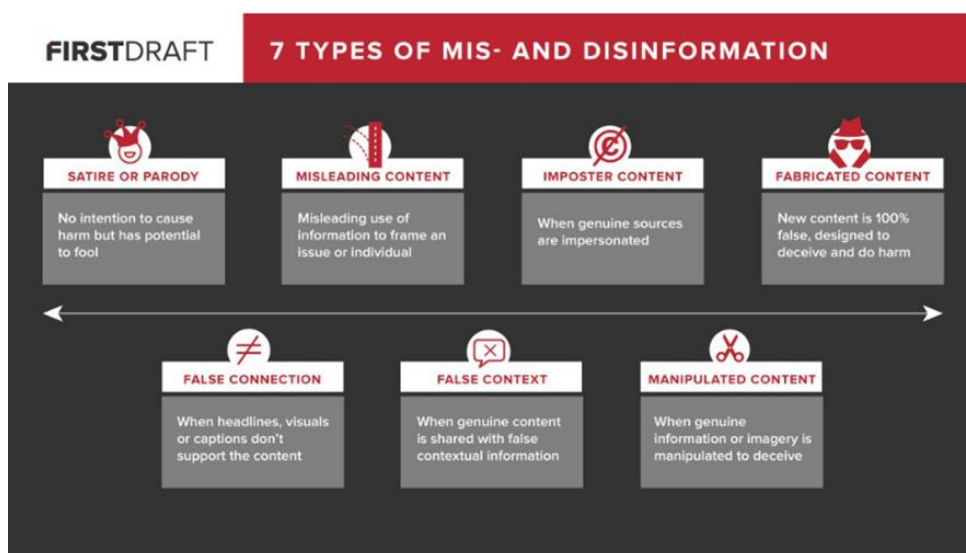 FIRSTDRAFT
7 TYPES OF MIS- AND DISINFORMATION
SATIRE OR PARODY
No intention to cause
harm but has potential
to fool
MISLEADING CONTENT
Misleading use of
information to frame an
issue or individual
IMPOSTER CONTENT
When genuine sources
are impersonated
FABRICATED CONTENT
New content is 100%
false, designed to
deceive and do harm
FALSE CONNECTION
When headlines, visuals
or captions don't
support the content
FALSE CONTEXT
When genuine content
is shared with false
contextual information
MANIPULATED CONTENT
When genuine
information or imagery is
manipulated to deceive